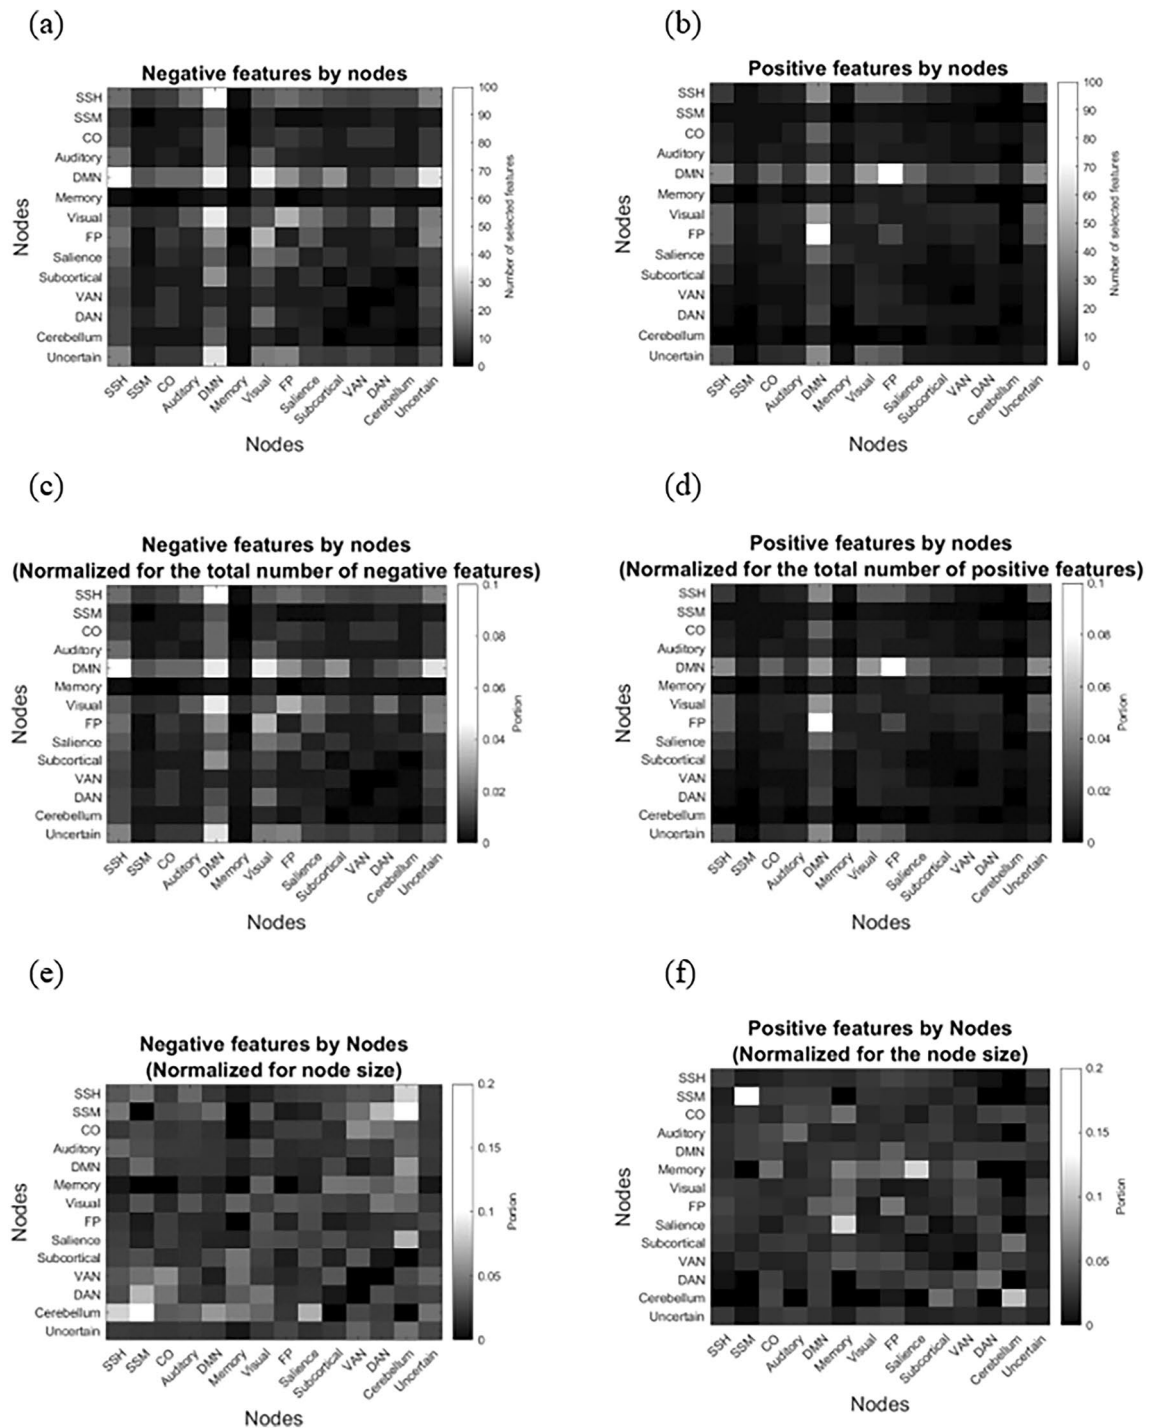 (a)
Negative features by nodes
Nodes
SSH
SSM
CO
Auditory
DMN
Memory
Visual
FP
Salience
Subcortical
VAN
DAN
Cerebellum
Uncertain
SSH SSM CO Auditory DMN Memory Visual FP Salience Subcortical VAN DAN Cerebellum Uncertain
Nodes
100
90
80
70
60
50
40
30
20
10
0
Number of selected features
(b)
Positive features by nodes
Nodes
SSH
SSM
CO
Auditory
DMN
Memory
Visual
FP
Salience
Subcortical
VAN
DAN
Cerebellum
Uncertain
SSH SSM CO Auditory DMN Memory Visual FP Salience Subcortical VAN DAN Cerebellum Uncertain
Nodes
100
90
80
70
60
50
40
30
20
10
0
Number of selected features
(c)
Negative features by nodes
(Normalized for the total number of negative features)
Nodes
SSH
SSM
CO
Auditory
DMN
Memory
Visual
FP
Salience
Subcortical
VAN
DAN
Cerebellum
Uncertain
SSH SSM CO Auditory DMN Memory Visual FP Salience Subcortical VAN DAN Cerebellum Uncertain
Nodes
0.1
0.08
0.06
0.04
0.02
0
Portion
(d)
Positive features by nodes
(Normalized for the total number of positive features)
Nodes
SSH
SSM
CO
Auditory
DMN
Memory
Visual
FP
Salience
Subcortical
VAN
DAN
Cerebellum
Uncertain
SSH SSM CO Auditory DMN Memory Visual FP Salience Subcortical VAN DAN Cerebellum Uncertain
Nodes
0.1
0.08
0.06
0.04
0.02
0
Portion
(e)
Negative features by Nodes
(Normalized for node size)
Nodes
SSH
SSM
CO
Auditory
DMN
Memory
Visual
FP
Salience
Subcortical
VAN
DAN
Cerebellum
Uncertain
SSH SSM CO Auditory DMN Memory Visual FP Salience Subcortical VAN DAN Cerebellum Uncertain
Nodes
0.2
0.15
0.1
0.05
0
Portion
(f)
Positive features by Nodes
(Normalized for the node size)
Nodes
SSH
SSM
CO
Auditory
DMN
Memory
Visual
FP
Salience
Subcortical
VAN
DAN
Cerebellum
Uncertain
SSH SSM CO Auditory DMN Memory Visual FP Salience Subcortical VAN DAN Cerebellum Uncertain
Nodes
0.2
0.15
0.1
0.05
0
Portion